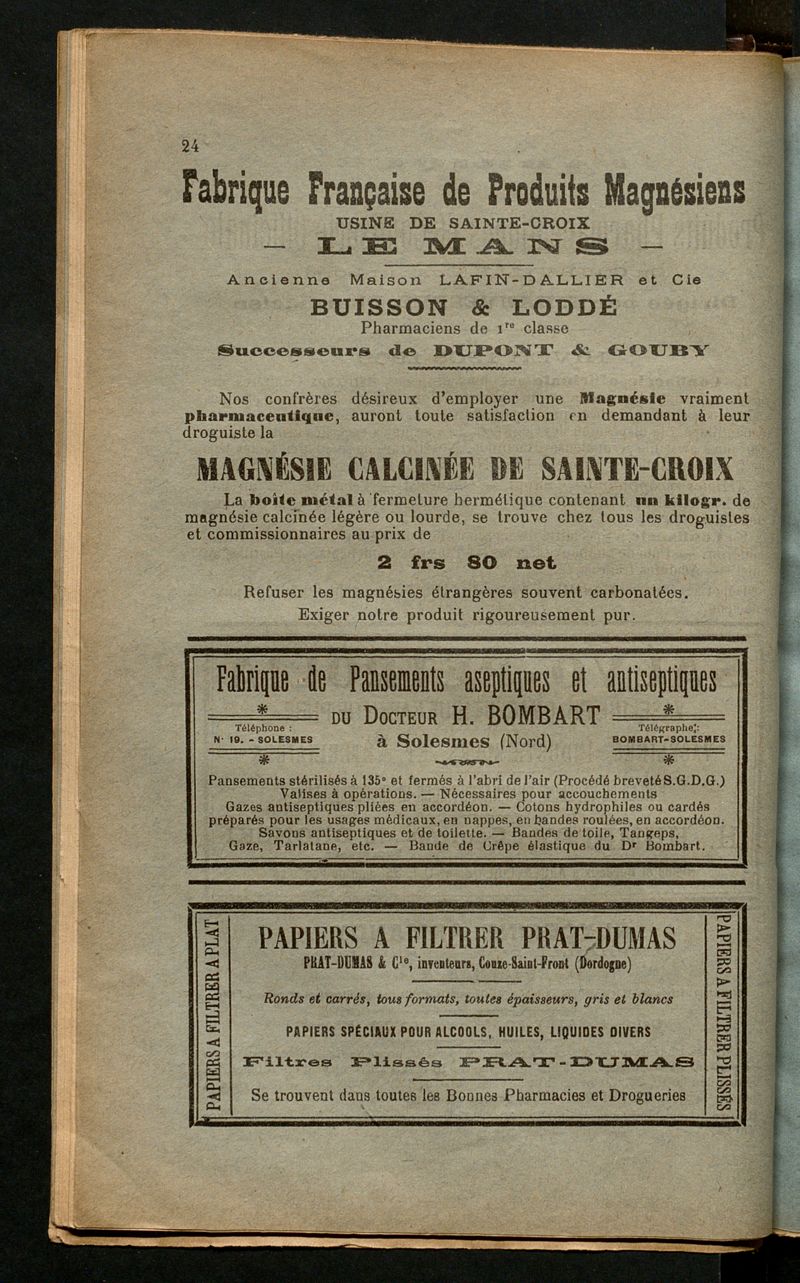 24
Fabrique Française de Produits Magnésiens
USINE DE SAINTE-CROIX
— LE MANS —
Ancienne Maison LAFIN-DALLIER et Cie
BUISSON & LODDÉ
Pharmaciens de 1re classe
Successeurs de DUPONT & GOUBY
Nos confrères désireux d'employer une Magnésie vraiment
pharmaceutique, auront toute satisfaction en demandant à leur
droguiste la
MAGNÉSIE CALCINÉE DE SAINTE-CROIX
La boîte métal à fermeture hermétique contenant un kilogr. de
magnésie calcinée légère ou lourde, se trouve chez tous les droguistes
et commissionnaires au prix de
2 frs 80 net
Refuser les magnésies étrangères souvent carbonatées.
Exiger notre produit rigoureusement pur.
Fabrique de Pansements aseptiques et antiseptiques
DU DOCTEUR H. BOMBART
à Solesmes (Nord)
Téléphone :
N· 19. - SOLESMES
Télégraphe:
BOMBART-SOLESMES
Pansements stérilisés à 135° et fermés à l'abri de l'air (Procédé breveté S.G.D.G.)
Valises à opérations. — Nécessaires pour accouchements
Gazes antiseptiques pliées en accordéon. — Cotons hydrophiles ou cardés
préparés pour les usages médicaux, en nappes, en bandes roulées, en accordéon.
Savons antiseptiques et de toilette. — Bandes de toile, Tangeps,
Gaze, Tarlatane, etc. — Bande de Crêpe élastique du Dr Bombart.
PAPIERS A FILTRER A PLAT
PAPIERS A FILTRER PRAT-DUMAS
PRAT-DUMAS & Cie, inventeurs, Couze-Saint-Front (Dordogne)
Ronds et carrés, tous formats, toutes épaisseurs, gris et blancs
PAPIERS SPÉCIAUX POUR ALCOOLS, HUILES, LIQUIDES DIVERS
Filtres Plissés PRAT-DUMAS
Se trouvent dans toutes les Bonnes Pharmacies et Drogueries
PAPIERS A FILTRER PLISSÉS